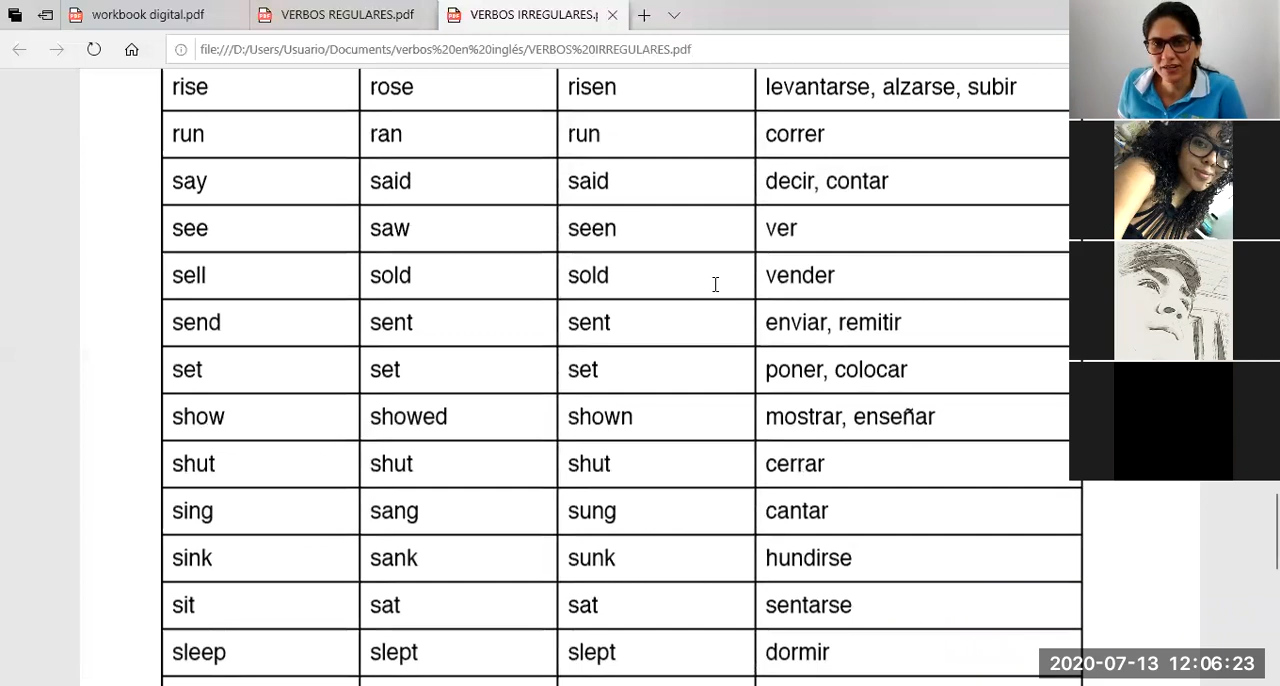 workbook digital.pdf
VERBOS REGULARES.pdf
VERBOS IRREGULARES.p
file:///D:/Users/Usuario/Documents/verbos%20en%20inglés/VERBOS%20IRREGULARES.pdf
rise rose risen levantarse, alzarse, subir
run ran run correr
say said said decir, contar
see saw seen ver
sell sold sold vender
send sent sent enviar, remitir
set set set poner, colocar
show showed shown mostrar, enseñar
shut shut shut cerrar
sing sang sung cantar
sink sank sunk hundirse
sit sat sat sentarse
sleep slept slept dormir
2020-07-13 12:06:23